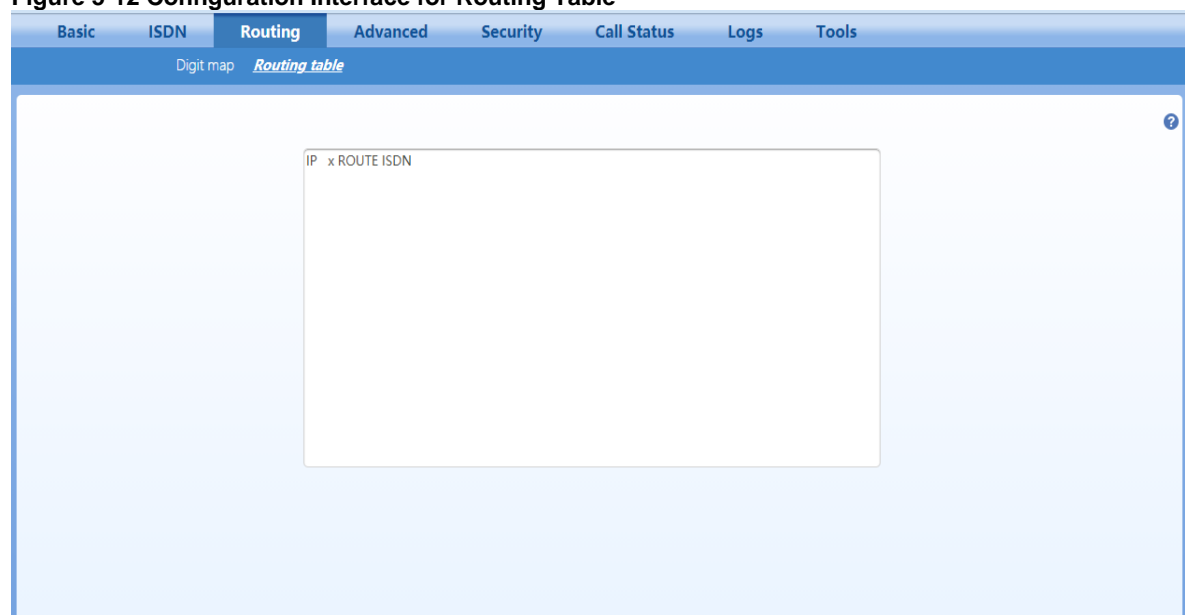 Figure 3-12 Configuration Interface for Routing Table
Basic ISDN Routing Advanced Security Call Status Logs Tools
Digit map Routing table
?
IP x ROUTE ISDN